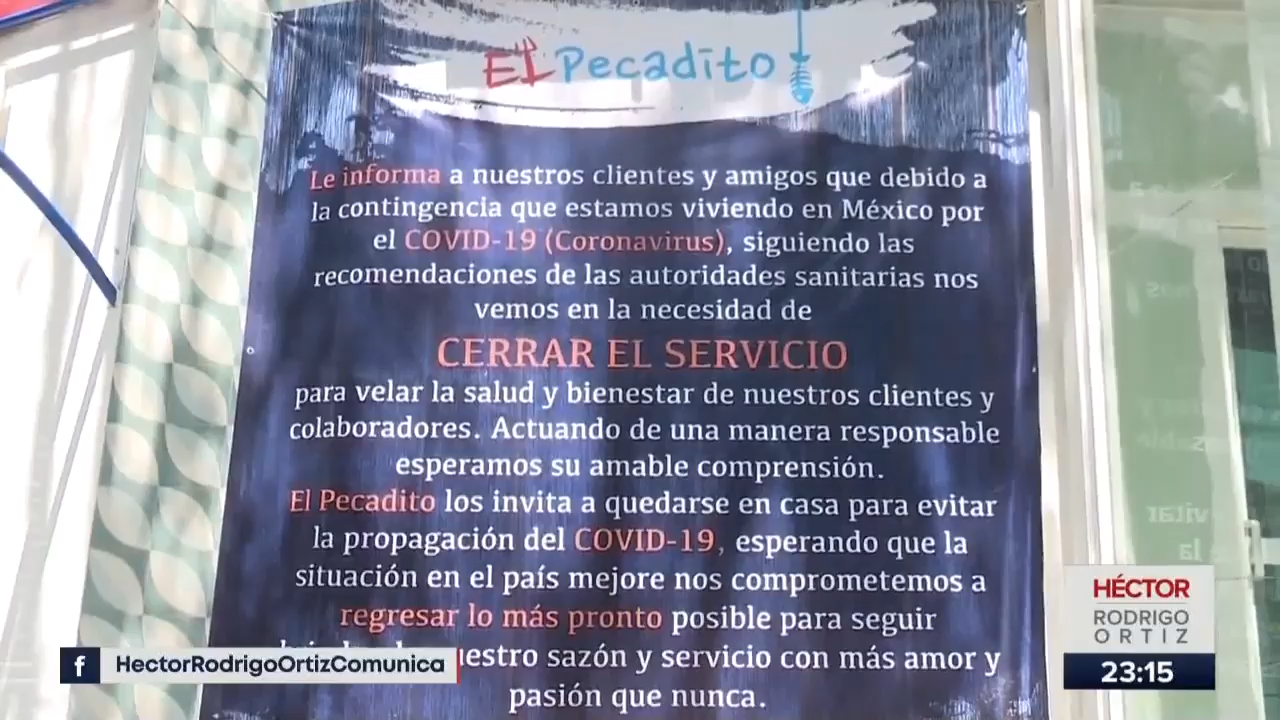 EL Pecadito
Le informa a nuestros clientes y amigos que debido a
la contingencia que estamos viviendo en México por
el COVID-19 (Coronavirus), siguiendo las
recomendaciones de las autoridades sanitarias nos
vemos en la necesidad de
CERRAR EL SERVICIO
para velar la salud y bienestar de nuestros clientes y
colaboradores. Actuando de una manera responsable
esperamos su amable comprensión.
El Pecadito los invita a quedarse en casa para evitar
la propagación del COVID-19, esperando que la
situación en el país mejore nos comprometemos a
regresar lo más pronto posible para seguir
sazón y servicio con más amor y
pasión que nunca.
HectorRodrigoOrtizComunica
HÉCTOR
RODRIGO
ORTIZ
23:15